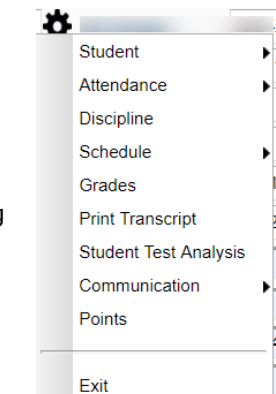 Student
Attendance
Discipline
Schedule
Grades
Print Transcript
Student Test Analysis
Communication
Points
Exit